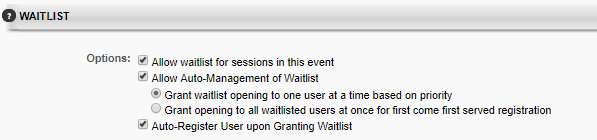 ? WAITLIST
Options: Allow waitlist for sessions in this event
Allow Auto-Management of Waitlist
Grant waitlist opening to one user at a time based on priority
Grant opening to all waitlisted users at once for first come first served registration
Auto-Register User upon Granting Waitlist